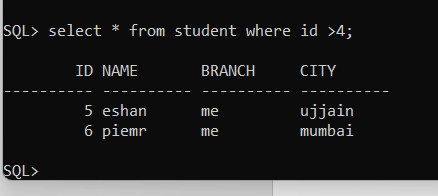 SQL> select * from student where id >4;
ID NAME BRANCH CITY
---------- ---------- ---------- ----------
5 eshan me ujjain
6 piemr me mumbai
SQL>